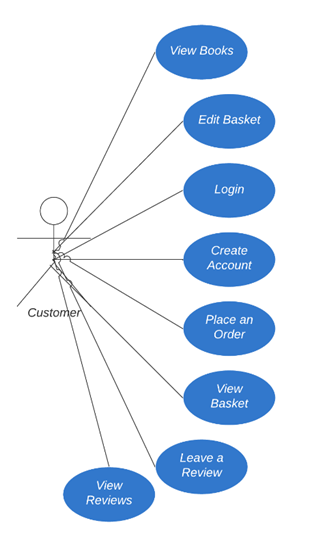 View Books
Edit Basket
Login
Create
Account
Customer
Place an
Order
View
Basket
Leave a
Review
View
Reviews